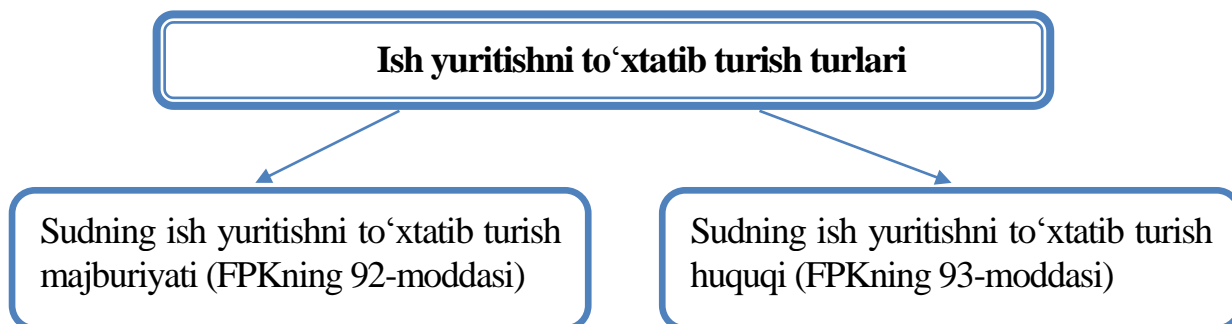 Ish yuritishni to‘xtatib turish turlari
Sudning ish yuritishni to‘xtatib turish
majburiyati (FPKning 92-moddasi)
Sudning ish yuritishni to‘xtatib turish
huquqi (FPKning 93-moddasi)